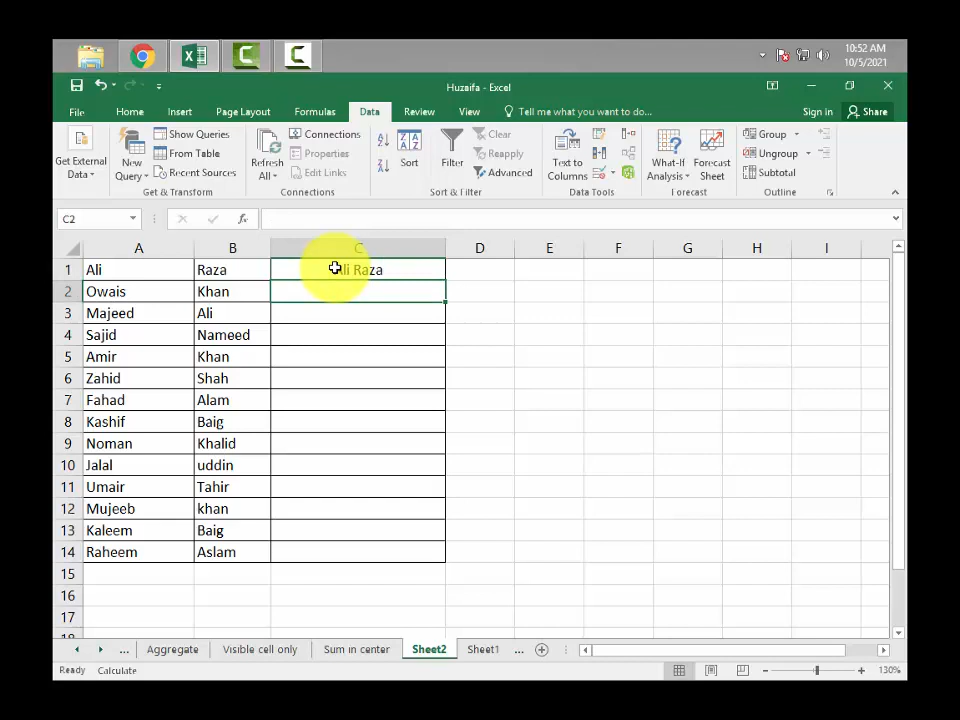 10:52 AM
10/5/2021
Huzaifa - Excel
File Home Insert Page Layout Formulas Data Review View Tell me what you want to do... Sign in Share
Get External Data
New Query
Show Queries
From Table
Recent Sources
Get & Transform
Refresh All
Connections
Properties
Edit Links
Connections
Sort
Filter
Clear
Reapply
Advanced
Sort & Filter
Text to Columns
Data Tools
What-If Analysis
Forecast Sheet
Forecast
Group
Ungroup
Subtotal
Outline
C2 fx
A B C D E F G H I
1 Ali Raza Ali Raza
2 Owais Khan
3 Majeed Ali
4 Sajid Nameed
5 Amir Khan
6 Zahid Shah
7 Fahad Alam
8 Kashif Baig
9 Noman Khalid
10 Jalal uddin
11 Umair Tahir
12 Mujeeb khan
13 Kaleem Baig
14 Raheem Aslam
15
16
17
... Aggregate Visible cell only Sum in center Sheet2 Sheet1 ...
Ready Calculate 130%